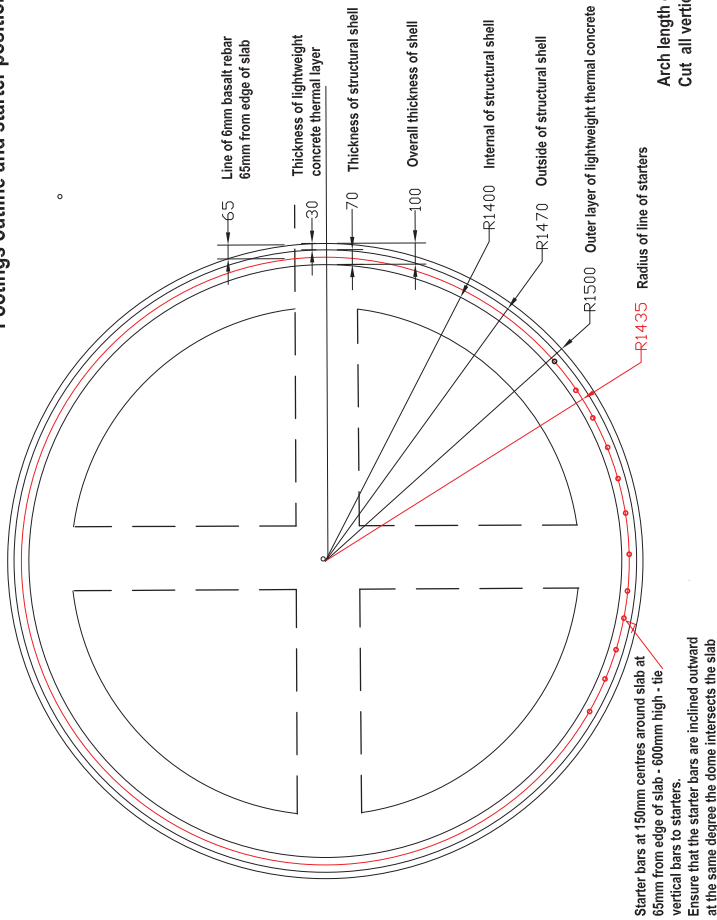 Footings outline and starter position
65
Line of 6mm basalt rebar
65mm from edge of slab
30
Thickness of lightweight
concrete thermal layer
70
Thickness of structural shell
100
Overall thickness of shell
R1400
Internal of structural shell
R1470
Outside of structural shell
R1500
Outer layer of lightweight thermal concrete
R1435
Radius of line of starters
Arch length
Cut all
Starter bars at 150mm centres around slab at
65mm from edge of slab - 600mm high - tie
vertical bars to starters.
Ensure that the starter bars are inclined outward
at the same degree the dome intersects the slab